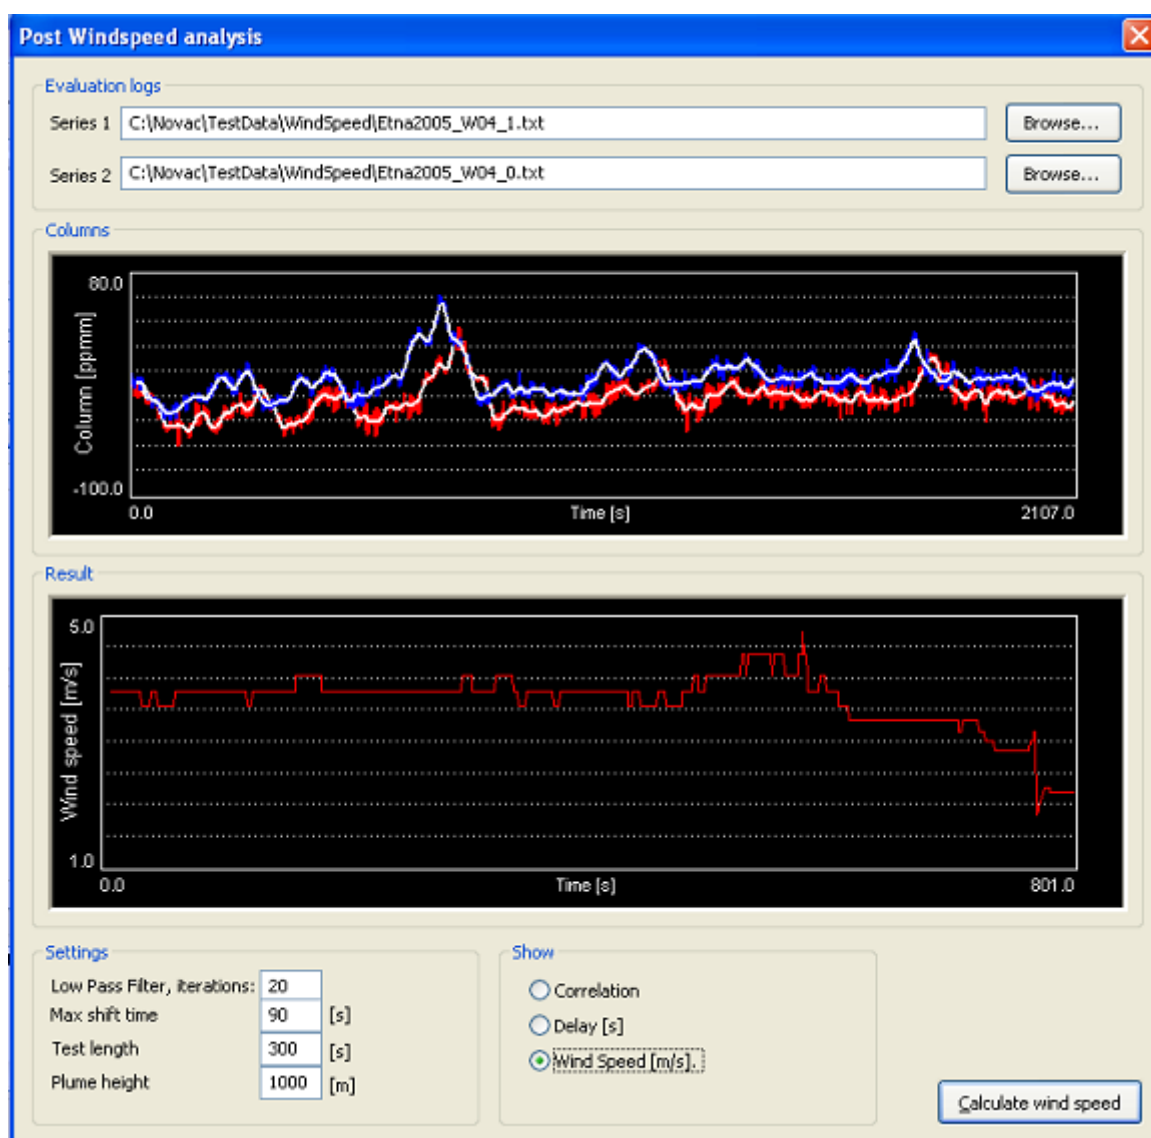 Post Windspeed analysis
Evaluation logs
Series 1 C:\Novac\TestData\WindSpeed\Etna2005_W04_1.txt Browse...
Series 2 C:\Novac\TestData\WindSpeed\Etna2005_W04_0.txt Browse...
Columns
80.0
Column [ppmm]
-100.0
0.0 Time [s] 2107.0
Result
5.0
Wind speed [m/s]
1.0
0.0 Time [s] 801.0
Settings
Low Pass Filter, iterations: 20
Max shift time 90 [s]
Test length 300 [s]
Plume height 1000 [m]
Show
Correlation
Delay [s]
Wind Speed [m/s].
Calculate wind speed